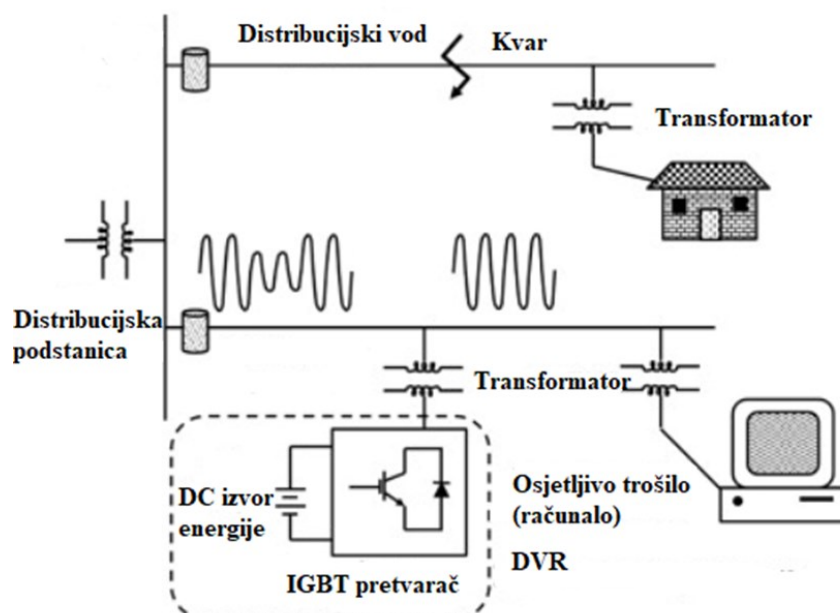 Distribucijski vod
Kvar
Transformator
Distribucijska
podstanica
Transformator
DC izvor
energije
IGBT pretvarač
Osjetljivo trošilo
(računalo)
DVR